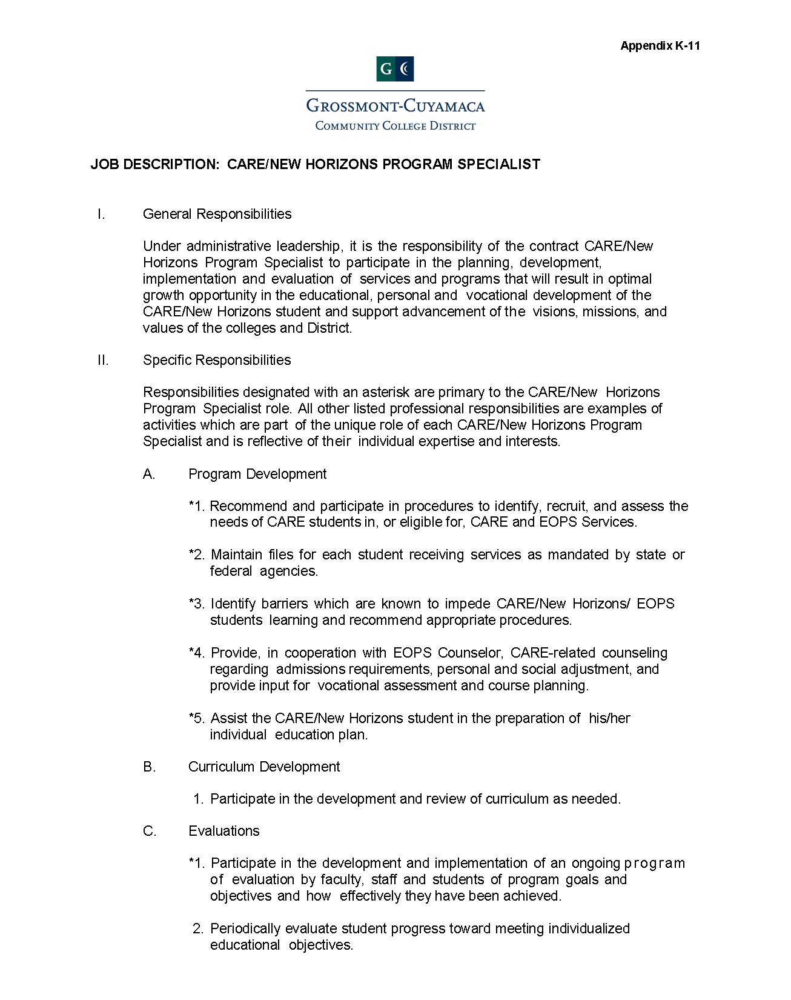 Appendix K-11
G C
GROSSMONT-CUYAMACA
COMMUNITY COLLEGE DISTRICT
JOB DESCRIPTION: CARE/NEW HORIZONS PROGRAM SPECIALIST
I. General Responsibilities
Under administrative leadership, it is the responsibility of the contract CARE/New
Horizons Program Specialist to participate in the planning, development,
implementation and evaluation of services and programs that will result in optimal
growth opportunity in the educational, personal and vocational development of the
CARE/New Horizons student and support advancement of the visions, missions, and
values of the colleges and District.
II. Specific Responsibilities
Responsibilities designated with an asterisk are primary to the CARE/New Horizons
Program Specialist role. All other listed professional responsibilities are examples of
activities which are part of the unique role of each CARE/New Horizons Program
Specialist and is reflective of their individual expertise and interests.
A. Program Development
*1. Recommend and participate in procedures to identify, recruit, and assess the
needs of CARE students in, or eligible for, CARE and EOPS Services.
*2. Maintain files for each student receiving services as mandated by state or
federal agencies.
*3. Identify barriers which are known to impede CARE/New Horizons/ EOPS
students learning and recommend appropriate procedures.
*4. Provide, in cooperation with EOPS Counselor, CARE-related counseling
regarding admissions requirements, personal and social adjustment, and
provide input for vocational assessment and course planning.
*5. Assist the CARE/New Horizons student in the preparation of his/her
individual education plan.
B. Curriculum Development
1. Participate in the development and review of curriculum as needed.
C. Evaluations
*1. Participate in the development and implementation of an ongoing program
of evaluation by faculty, staff and students of program goals and
objectives and how effectively they have been achieved.
2. Periodically evaluate student progress toward meeting individualized
educational objectives.